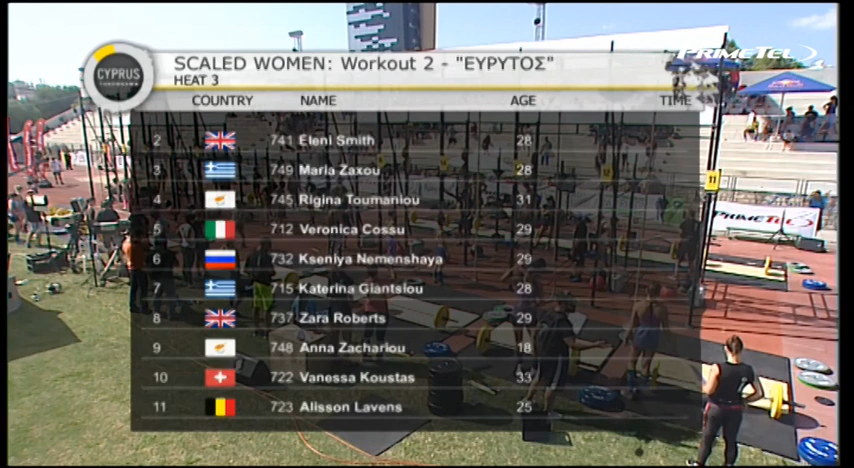 PRIMETEL
CYPRUS
THROWDOWN
SCALED WOMEN: Workout 2 - "ΕΥΡΥΤΟΣ"
HEAT 3
COUNTRY NAME AGE TIME
2 741 Eleni Smith 28
3 749 Maria Zaxou 28
4 745 Rigina Toumaniou 31
5 712 Veronica Cossu 29
6 732 Kseniya Nemenshaya 29
7 715 Katerina Giantsiou 28
8 737 Zara Roberts 29
9 748 Anna Zachariou 18
10 722 Vanessa Koustas 33
11 723 Alisson Lavens 25
11
PRIMETEL